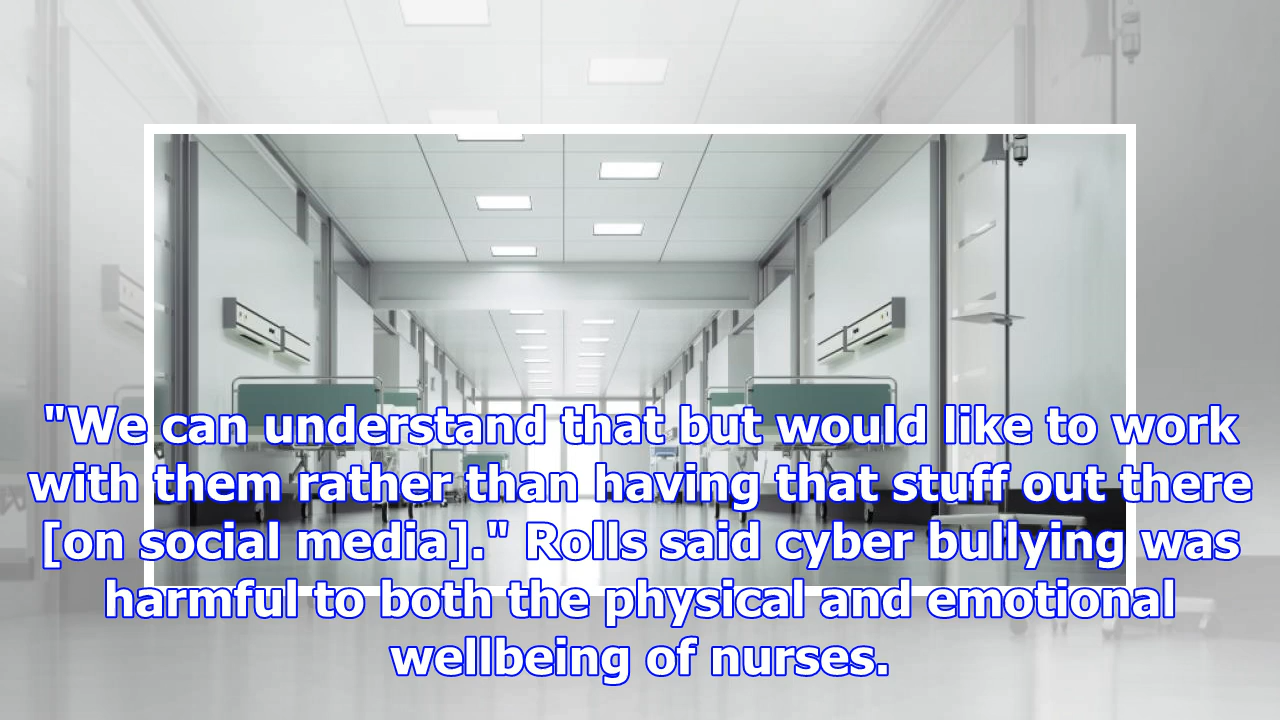 "We can understand that but would like to work
with them rather than having that stuff out there
[on social media]." Rolls said cyber bullying was
harmful to both the physical and emotional
wellbeing of nurses.